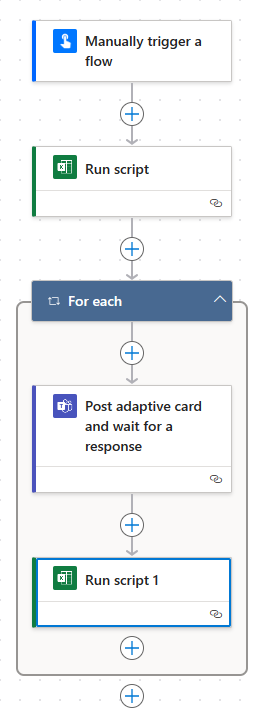 Manually trigger a
flow
Run script
For each
Post adaptive card
and wait for a
response
Run script 1